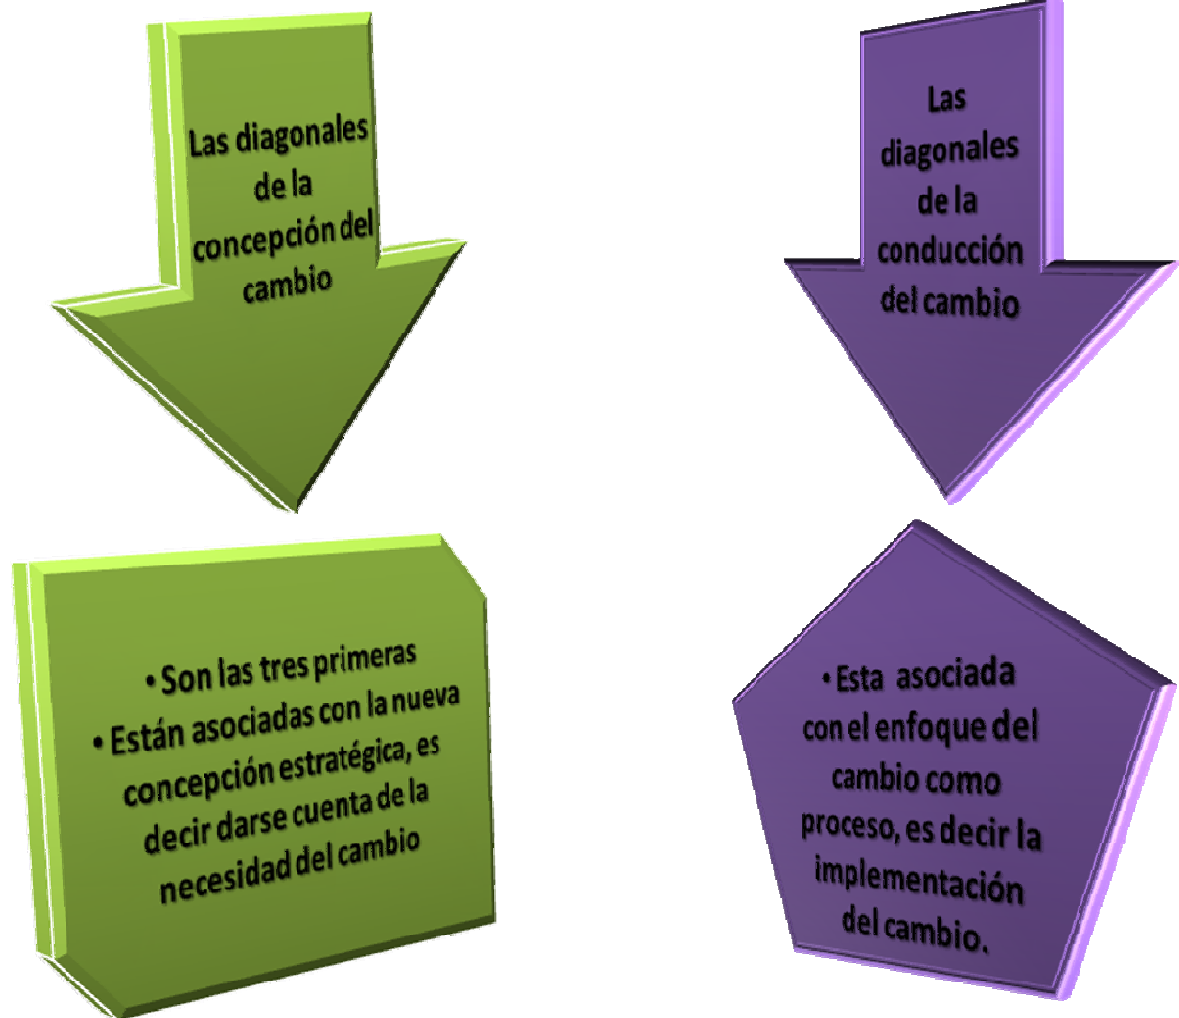 Las diagonales
de la
concepción del
cambio
Las
diagonales
de la
conducción
del cambio
• Son las tres primeras
• Están asociadas con la nueva
concepción estratégica, es
decir darse cuenta de la
necesidad del cambio
• Esta asociada
con el enfoque del
cambio como
proceso, es decir la
implementación
del cambio.